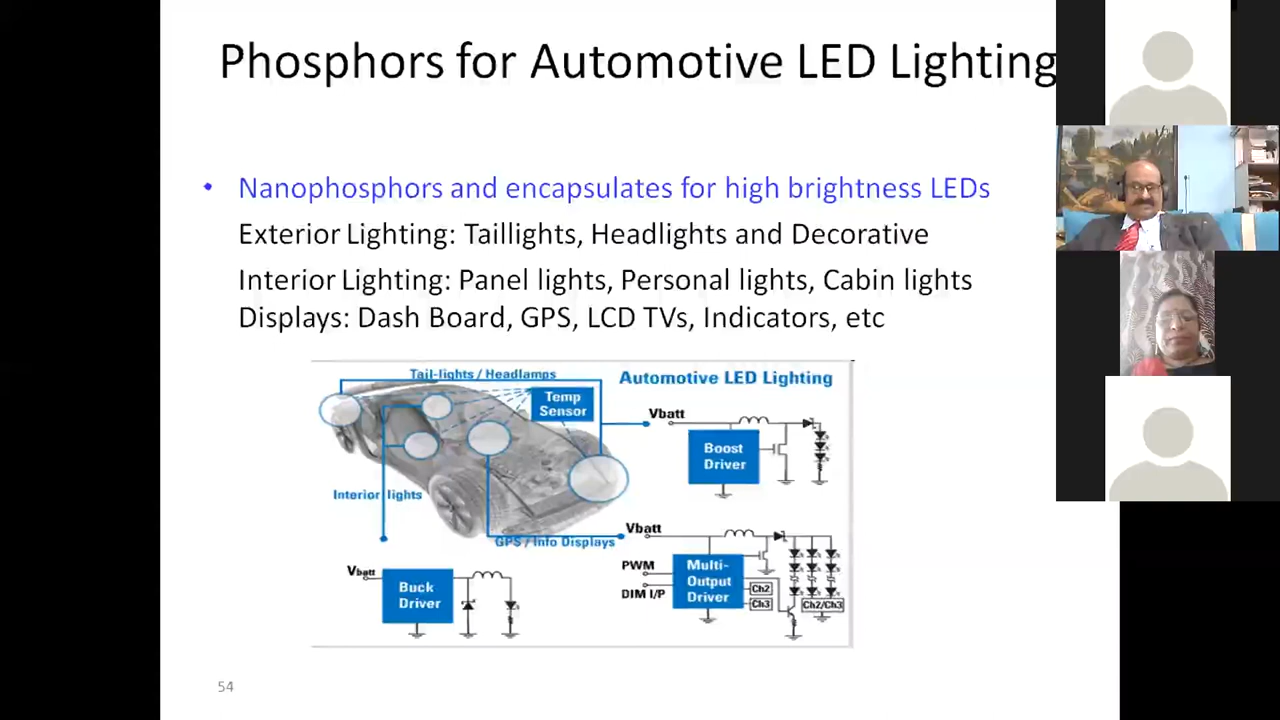 Phosphors for Automotive LED Lighting
• Nanophosphors and encapsulates for high brightness LEDs
Exterior Lighting: Taillights, Headlights and Decorative
Interior Lighting: Panel lights, Personal lights, Cabin lights
Displays: Dash Board, GPS, LCD TVs, Indicators, etc
Tail-lights / Headlamps
Automotive LED Lighting
Temp
Sensor
Vbatt
Boost
Driver
Interior lights
GPS / Info Displays
Vbatt
PWM
DIM I/P
Multi-
Output
Driver
Ch2
Ch3
Ch2/Ch3
Vbatt
Buck
Driver
54